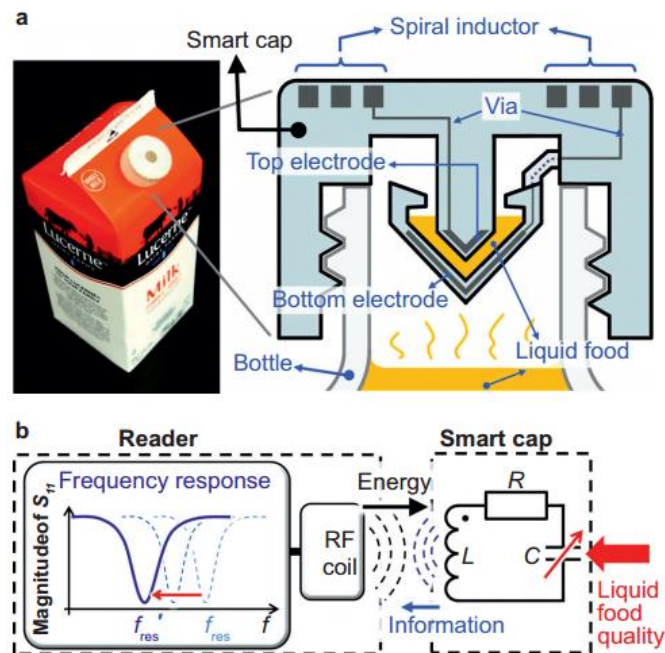 a
Smart cap
Spiral inductor
Via
Top electrode
Bottom electrode
Liquid food
Bottle
Lucerne
Lucerne
Milk
b
Reader
Smart cap
Frequency response
Magnitude of S11
fres'
fres
f
RF
coil
Energy
Information
R
L
C
Liquid
food
quality